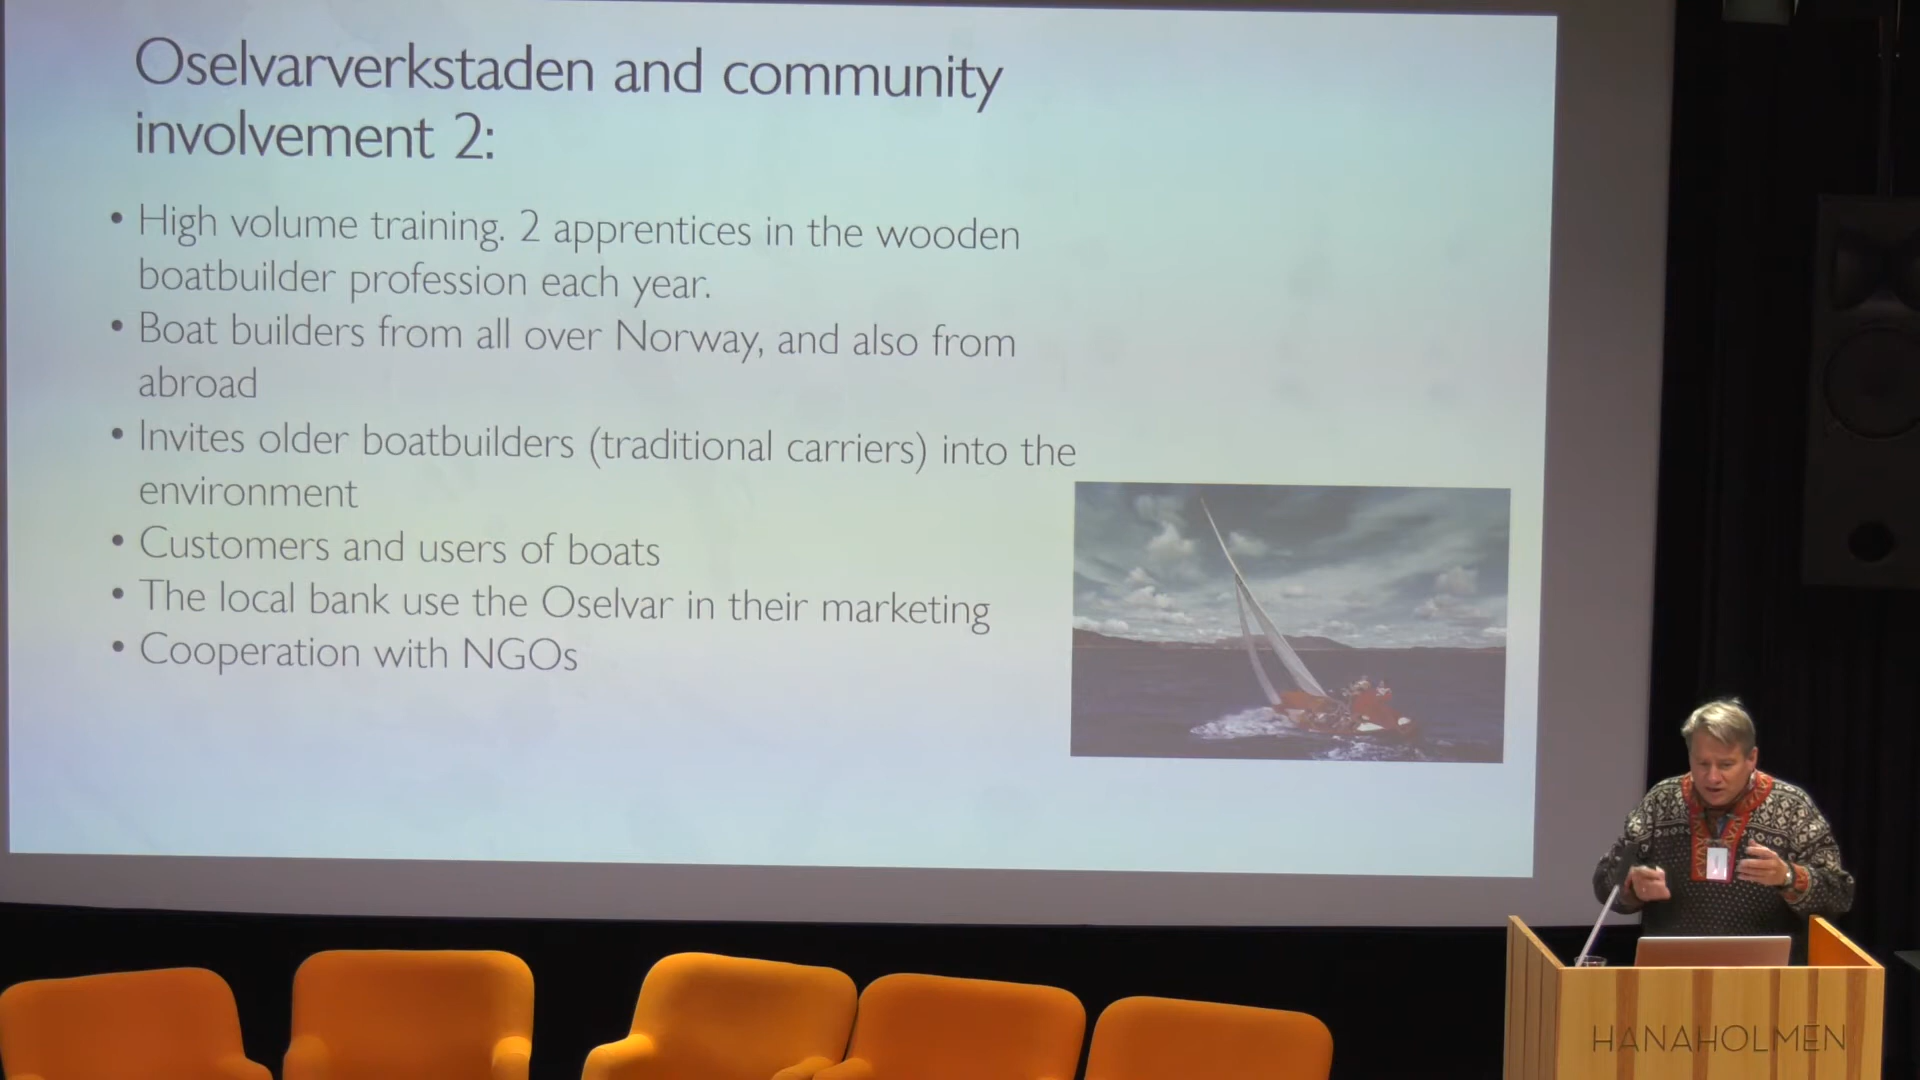 Oselvarverkstaden and community
involvement 2:
• High volume training. 2 apprentices in the wooden
boatbuilder profession each year.
• Boat builders from all over Norway, and also from
abroad
• Invites older boatbuilders (traditional carriers) into the
environment
• Customers and users of boats
• The local bank use the Oselvar in their marketing
• Cooperation with NGOs
HANAHOLMEN